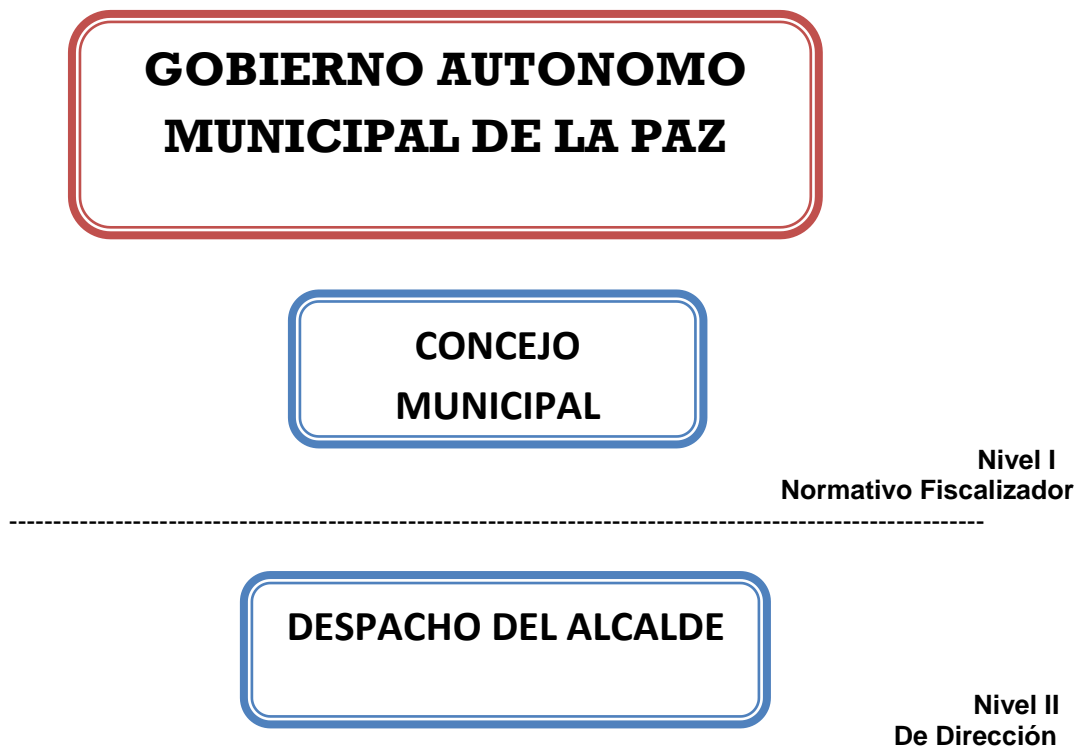 GOBIERNO AUTONOMO
MUNICIPAL DE LA PAZ
CONCEJO
MUNICIPAL
Nivel I
Normativo Fiscalizador
DESPACHO DEL ALCALDE
Nivel II
De Dirección